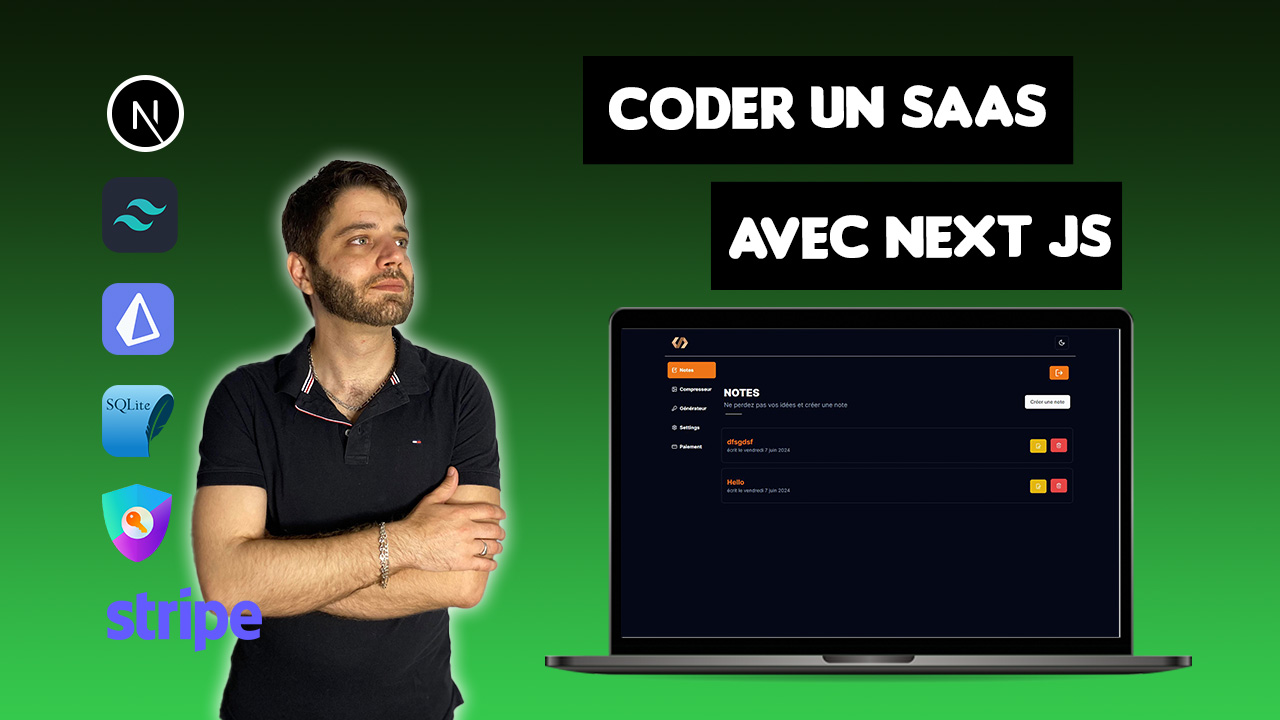 CODER UN SAAS
AVEC NEXT JS
N
SQLite
stripe
Notes
Compresseur
Générateur
Settings
Paiement
NOTES
Ne perdez pas vos idées et créer une note
Créer une note
dfsgdsf
écrit le vendredi 7 juin 2024
Hello
écrit le vendredi 7 juin 2024